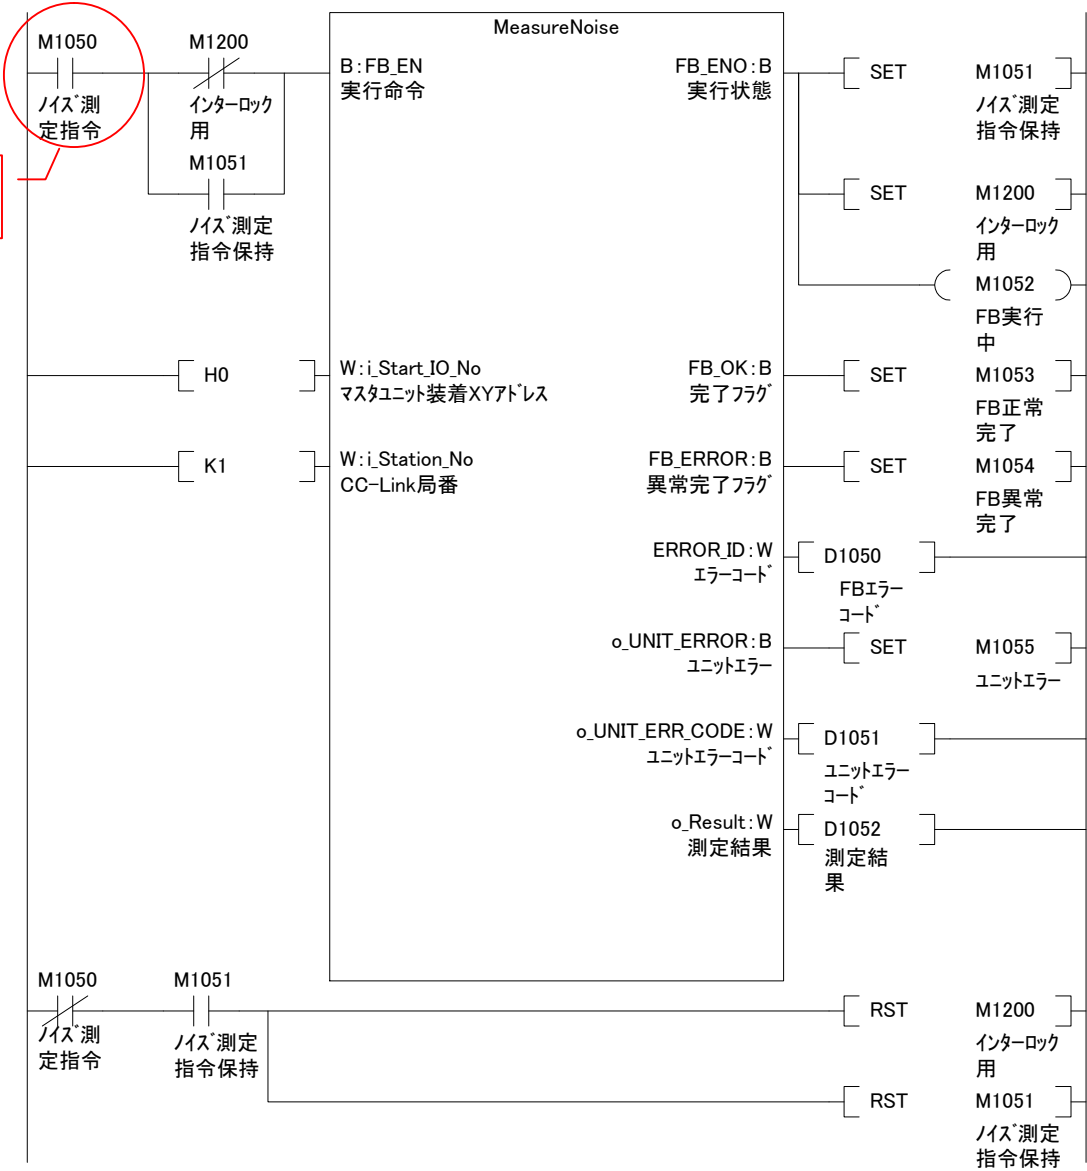 MeasureNoise
M1050
ノイズ測
定指令
M1200
インターロック
用
M1051
ノイズ測定
指令保持
B:FB_EN
実行命令
FB_ENO:B
実行状態
SET M1051
ノイズ測定
指令保持
SET M1200
インターロック
用
M1052
FB実行
中
H0
W:i_Start_IO_No
マスタユニット装着XYアドレス
FB_OK:B
完了フラグ
SET M1053
FB正常
完了
K1
W:i_Station_No
CC-Link局番
FB_ERROR:B
異常完了フラグ
SET M1054
FB異常
完了
ERROR_ID:W
エラーコード
D1050
FBエラー
コード
o_UNIT_ERROR:B
ユニットエラー
SET M1055
ユニットエラー
o_UNIT_ERR_CODE:W
ユニットエラーコード
D1051
ユニットエラー
コード
o_Result:W
測定結果
D1052
測定結
果
M1050
ノイズ測
定指令
M1051
ノイズ測定
指令保持
RST M1200
インターロック
用
RST M1051
ノイズ測定
指令保持